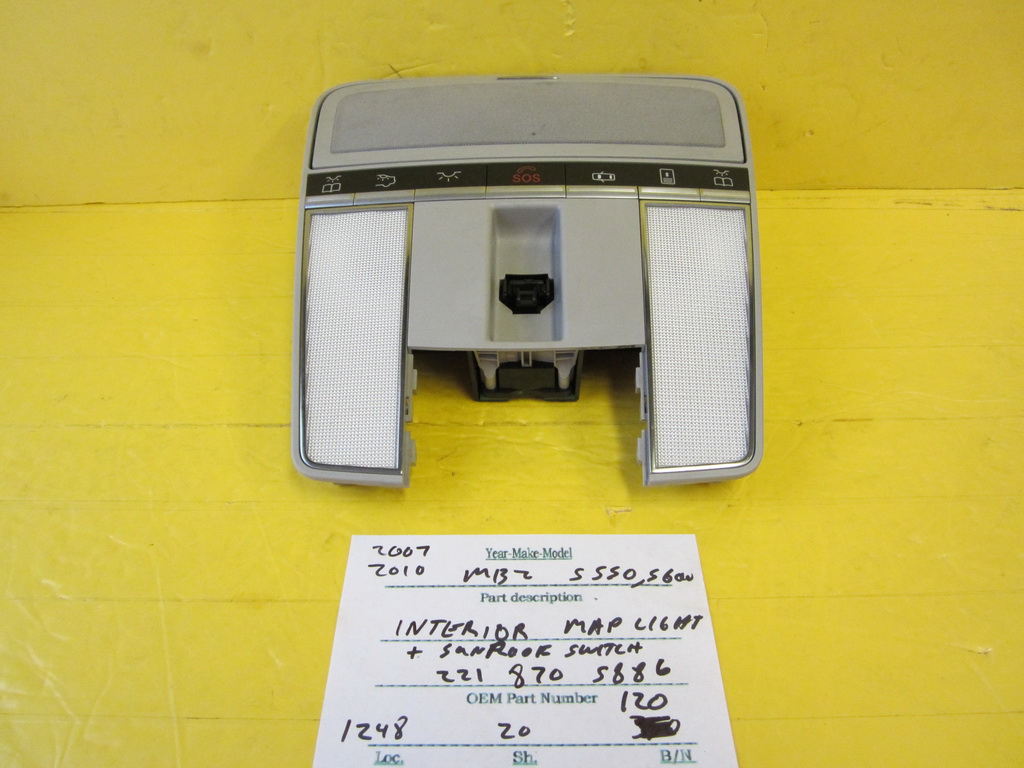 SOS
2007 Year-Make-Model
2010 MBZ S550, S600
Part description
INTERIOR MAP LIGHT
+ SUNROOK SWITCH
221 870 5886
OEM Part Number 120
1248 20
Loc. Sh. B/N